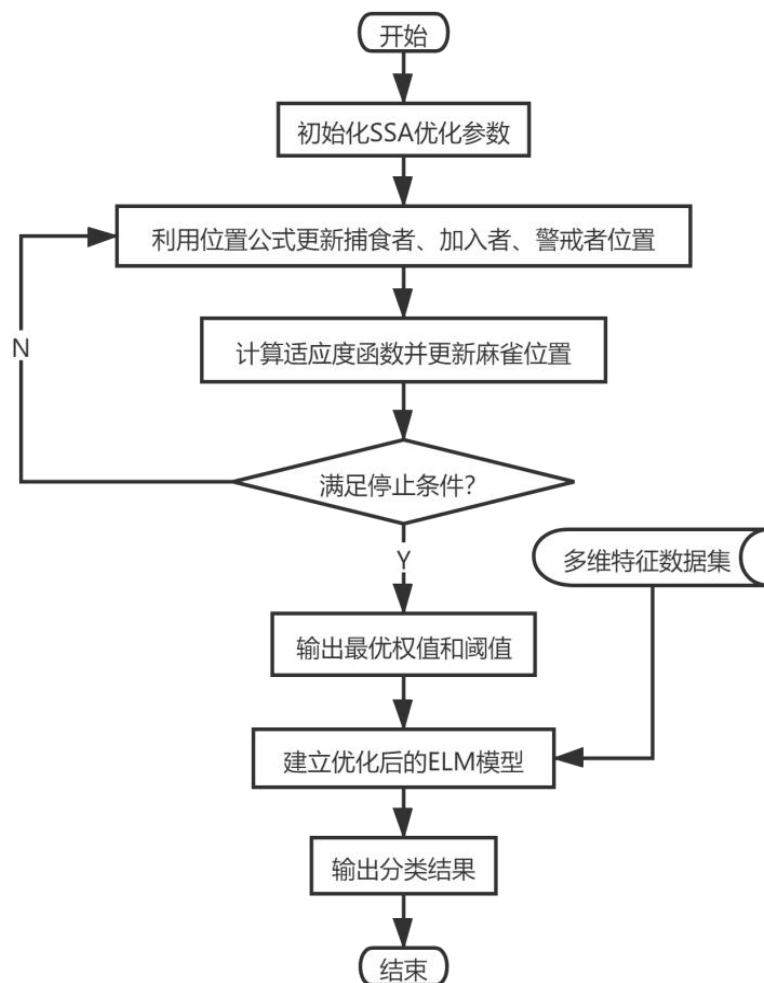 开始
初始化SSA优化参数
利用位置公式更新捕食者、加入者、警戒者位置
N
计算适应度函数并更新麻雀位置
满足停止条件?
多维特征数据集
Y
输出最优权值和阈值
建立优化后的ELM模型
输出分类结果
结束